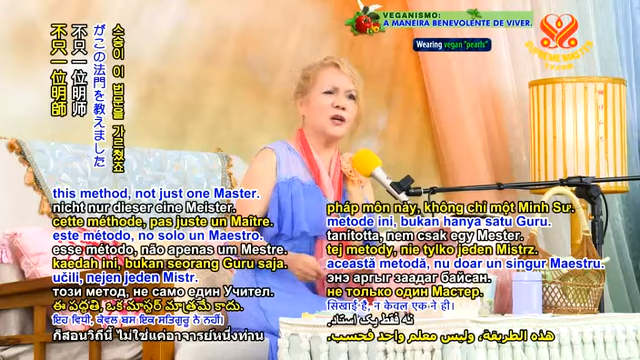 VEGANISMO:
A MANEIRA BENEVOLENTE DE VIVER.
Wearing vegan "pearls"
SUPREME MASTER
TV.COM
스승이 이 법문을 가르쳤죠
がこの法門を教えました
不只一位明师
不只一位明師
this method, not just one Master.
nicht nur dieser eine Meister.
cette méthode, pas juste un Maître.
este método, no solo un Maestro.
esse método, não apenas um Mestre.
kaedah ini, bukan seorang Guru saja.
učili, nejen jeden Mistr.
този метод, не само един Учител.
ఈ పద్ధతి, ఒక మాస్టర్ మాత్రమే కాదు.
ਇਹ ਵਿਧੀ, ਕੇਵਲ ਬਸ ਇਕ ਸਤਿਗੁਰੂ ਨੇ ਨਹੀਂ।
ก็สอนวิถีนี้ ไม่ใช่แค่อาจารย์หนึ่งท่าน
pháp môn này, không chỉ một Minh Sư.
metode ini, bukan hanya satu Guru.
tanította, nem csak egy Mester.
tej metody, nie tylko jeden Mistrz.
această metodă, nu doar un singur Maestru.
энэ аргыг заадаг байсан.
не только один Мастер.
सिखाई है, न केवल एक ने ही।
نه فقط یک استاد.
هذه الطريقة، وليس معلم واحد فحسب.